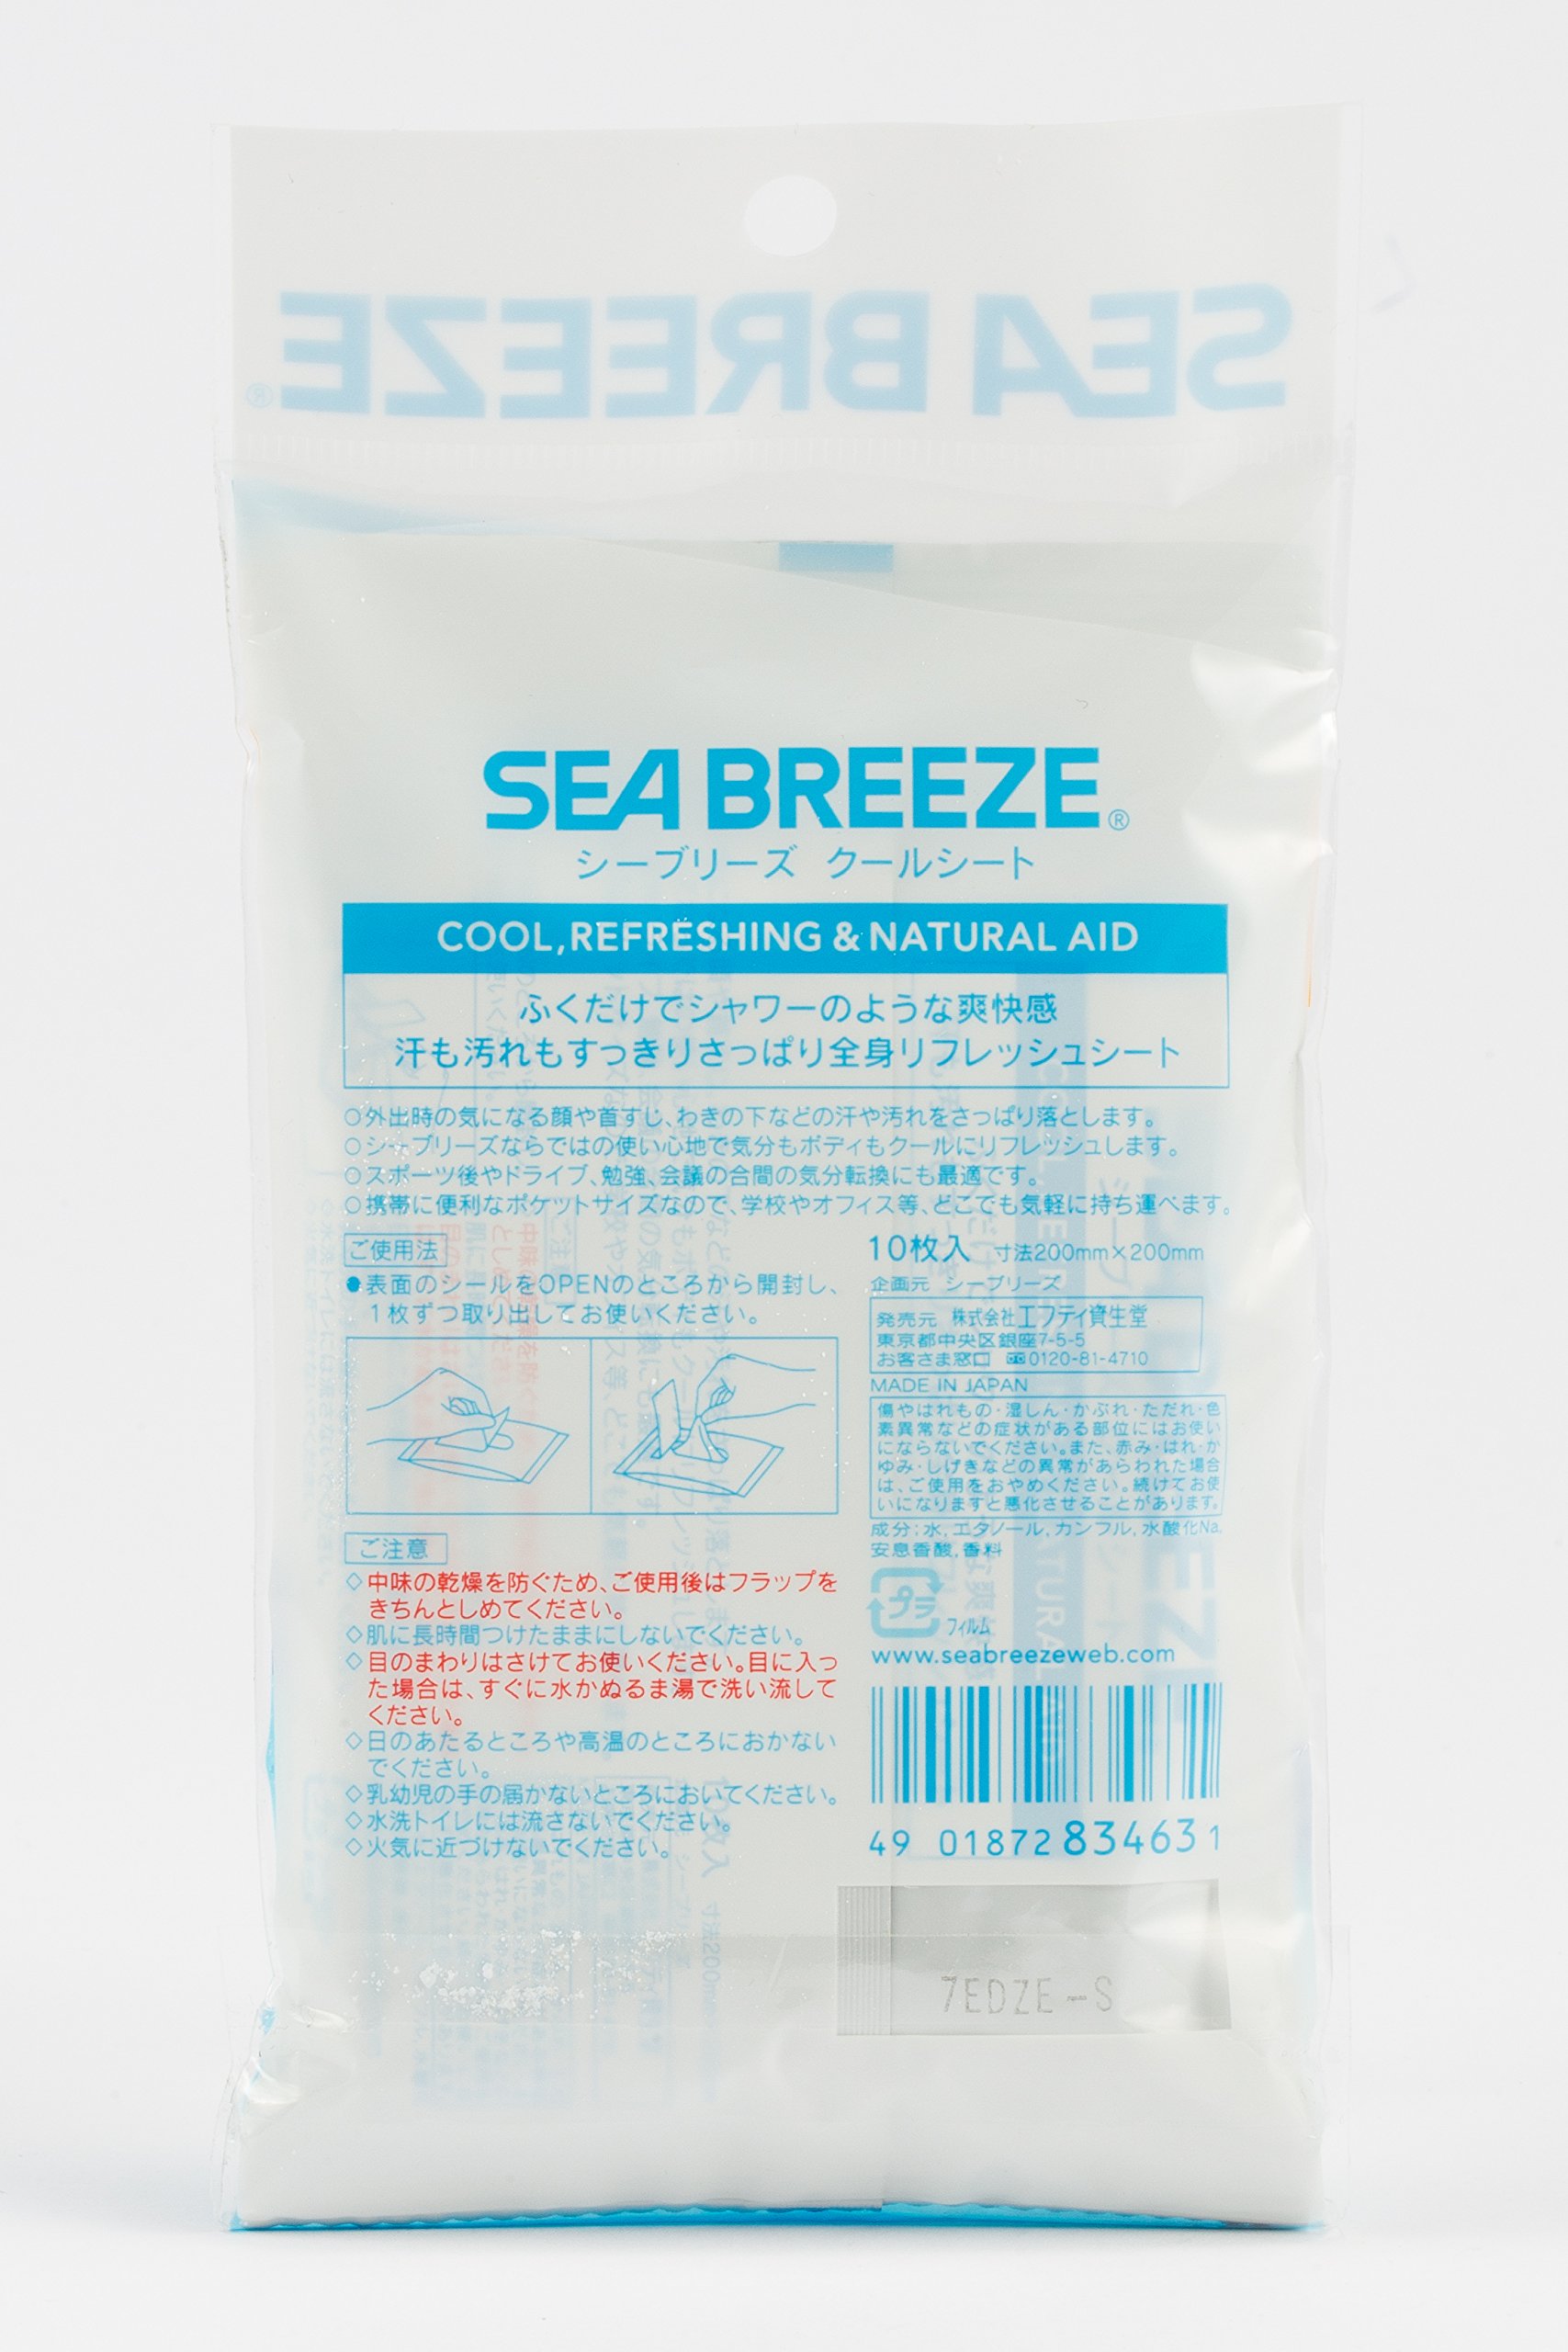 SEA BREEZE®
SEA BREEZE®
シーブリーズ クールシート
COOL,REFRESHING & NATURAL AID
ふくだけでシャワーのような爽快感
汗も汚れもすっきりさっぱり全身リフレッシュシート
○外出時の気になる顔や首すじ、わきの下などの汗や汚れをさっぱり落とします。
○シーブリーズならではの使い心地で気分もボディもクールにリフレッシュします。
○スポーツ後やドライブ、勉強、会議の合間の気分転換にも最適です。
○携帯に便利なポケットサイズなので、学校やオフィス等、どこでも気軽に持ち運べます。
ご使用法
●表面のシールをOPENのところから開封し、
1枚ずつ取り出してお使いください。
ご注意
◇中味の乾燥を防ぐため、ご使用後はフラップを
きちんとしめてください。
◇肌に長時間つけたままにしないでください。
◇目のまわりはさけてお使いください。目に入っ
た場合は、すぐに水かぬるま湯で洗い流して
ください。
◇日のあたるところや高温のところにおかない
でください。
◇乳幼児の手の届かないところにおいてください。
◇水洗トイレには流さないでください。
◇火気に近づけないでください。
10枚入 寸法200mm×200mm
企画元 シーブリーズ
発売元 株式会社エフティ資生堂
東京都中央区銀座7-5-5
お客さま窓口 0120-81-4710
MADE IN JAPAN
傷やはれもの・湿しん・かぶれ・ただれ・色
素異常などの症状がある部位にはお使い
にならないでください。また、赤み・はれ・か
ゆみ・しげきなどの異常があらわれた場合
は、ご使用をおやめください。続けてお使
いになりますと悪化させることがあります。
成分：水,エタノール,カンフル,水酸化Na,
安息香酸,香料
プラ
フィルム
www.seabreezeweb.com
49 01872 834631
7EDZE-S